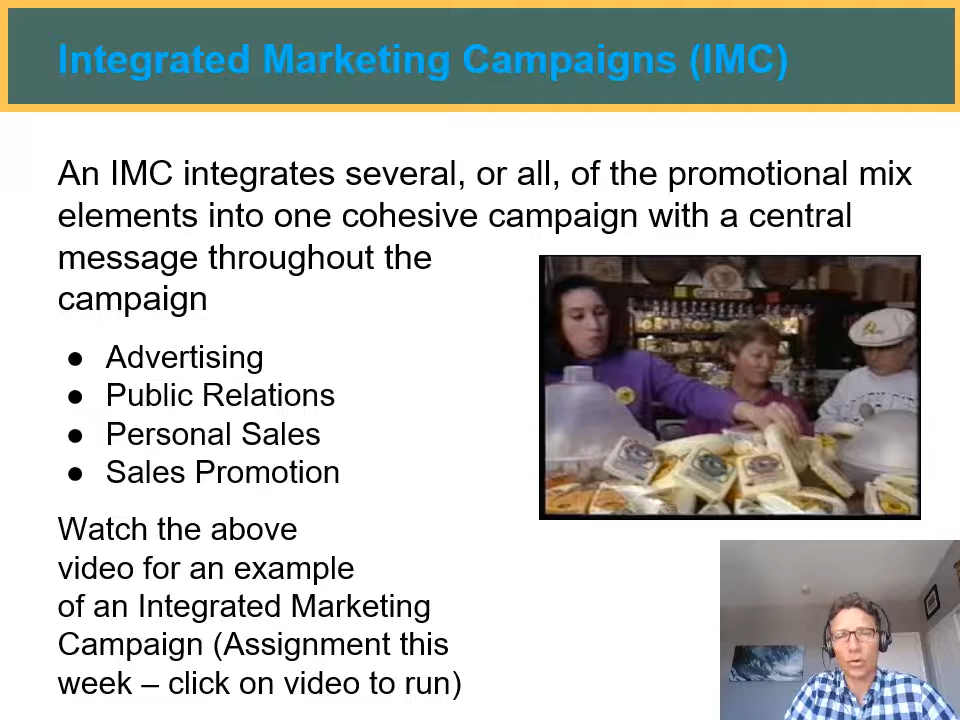 Integrated Marketing Campaigns (IMC)
An IMC integrates several, or all, of the promotional mix
elements into one cohesive campaign with a central
message throughout the
campaign
● Advertising
● Public Relations
● Personal Sales
● Sales Promotion
Watch the above
video for an example
of an Integrated Marketing
Campaign (Assignment this
week – click on video to run)